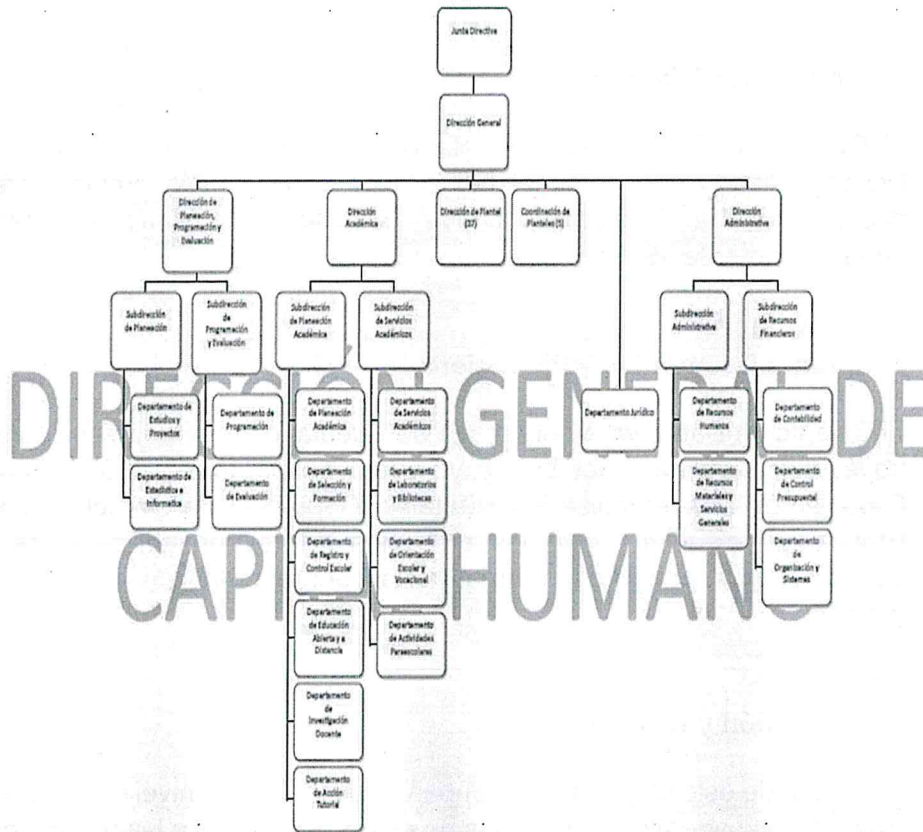 Junta Directiva
Dirección General
Dirección de
Planeación,
Programación y
Evaluación
Dirección
Académica
Dirección de Plantel
(37)
Coordinación de
Planteles (5)
Dirección
Administrativa
Subdirección
de Planeación
Subdirección
de
Programación
y Evaluación
Subdirección
de Planeación
Académica
Subdirección
de Servicios
Académicos
Subdirección
Administrativa
Subdirección
de Recursos
Financieros
DIRECCIÓN GENERAL DE
CAPITAL HUMANO
Departamento de
Estudios y
Proyectos
Departamento de
Estadística e
Informatica
Departamento
de Programación
Departamento
de Evaluación
Departamento
de Planeación
Académica
Departamento
de Selección y
Formación
Departamento
de Registro y
Control Escolar
Departamento
de Educación
Abierta y a
Distancia
Departamento
de
Investigación
Docente
Departamento
de Acción
Tutorial
Departamento
de Servicios
Académicos
Departamento
de Laboratorios
y Bibliotecas
Departamento
de Orientación
Escolar y
Vocacional
Departamento
de Actividades
Paraescolares
Departamento Jurídico
Departamento
de Recursos
Humanos
Departamento
de Recursos
Materiales y
Servicios
Generales
Departamento
de Contabilidad
Departamento
de Control
Presupuestal
Departamento
de
Organización y
Sistemas